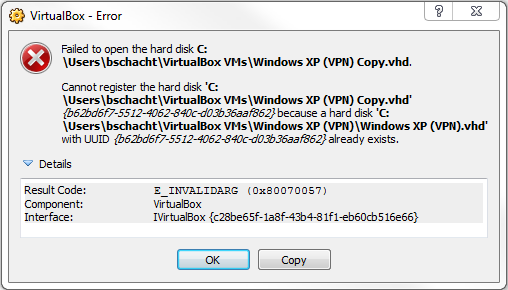 VirtualBox - Error
Failed to open the hard disk C:
\Users\bschacht\VirtualBox VMs\Windows XP (VPN) Copy.vhd.
Cannot register the hard disk 'C:
\Users\bschacht\VirtualBox VMs\Windows XP (VPN) Copy.vhd'
{b62bd6f7-5512-4062-840c-d03b36aaf862} because a hard disk 'C:
\Users\bschacht\VirtualBox VMs\Windows XP (VPN)\Windows XP (VPN).vhd'
with UUID {b62bd6f7-5512-4062-840c-d03b36aaf862} already exists.
Details
Result Code: E_INVALIDARG (0x80070057)
Component: VirtualBox
Interface: IVirtualBox {c28be65f-1a8f-43b4-81f1-eb60cb516e66}
OK Copy